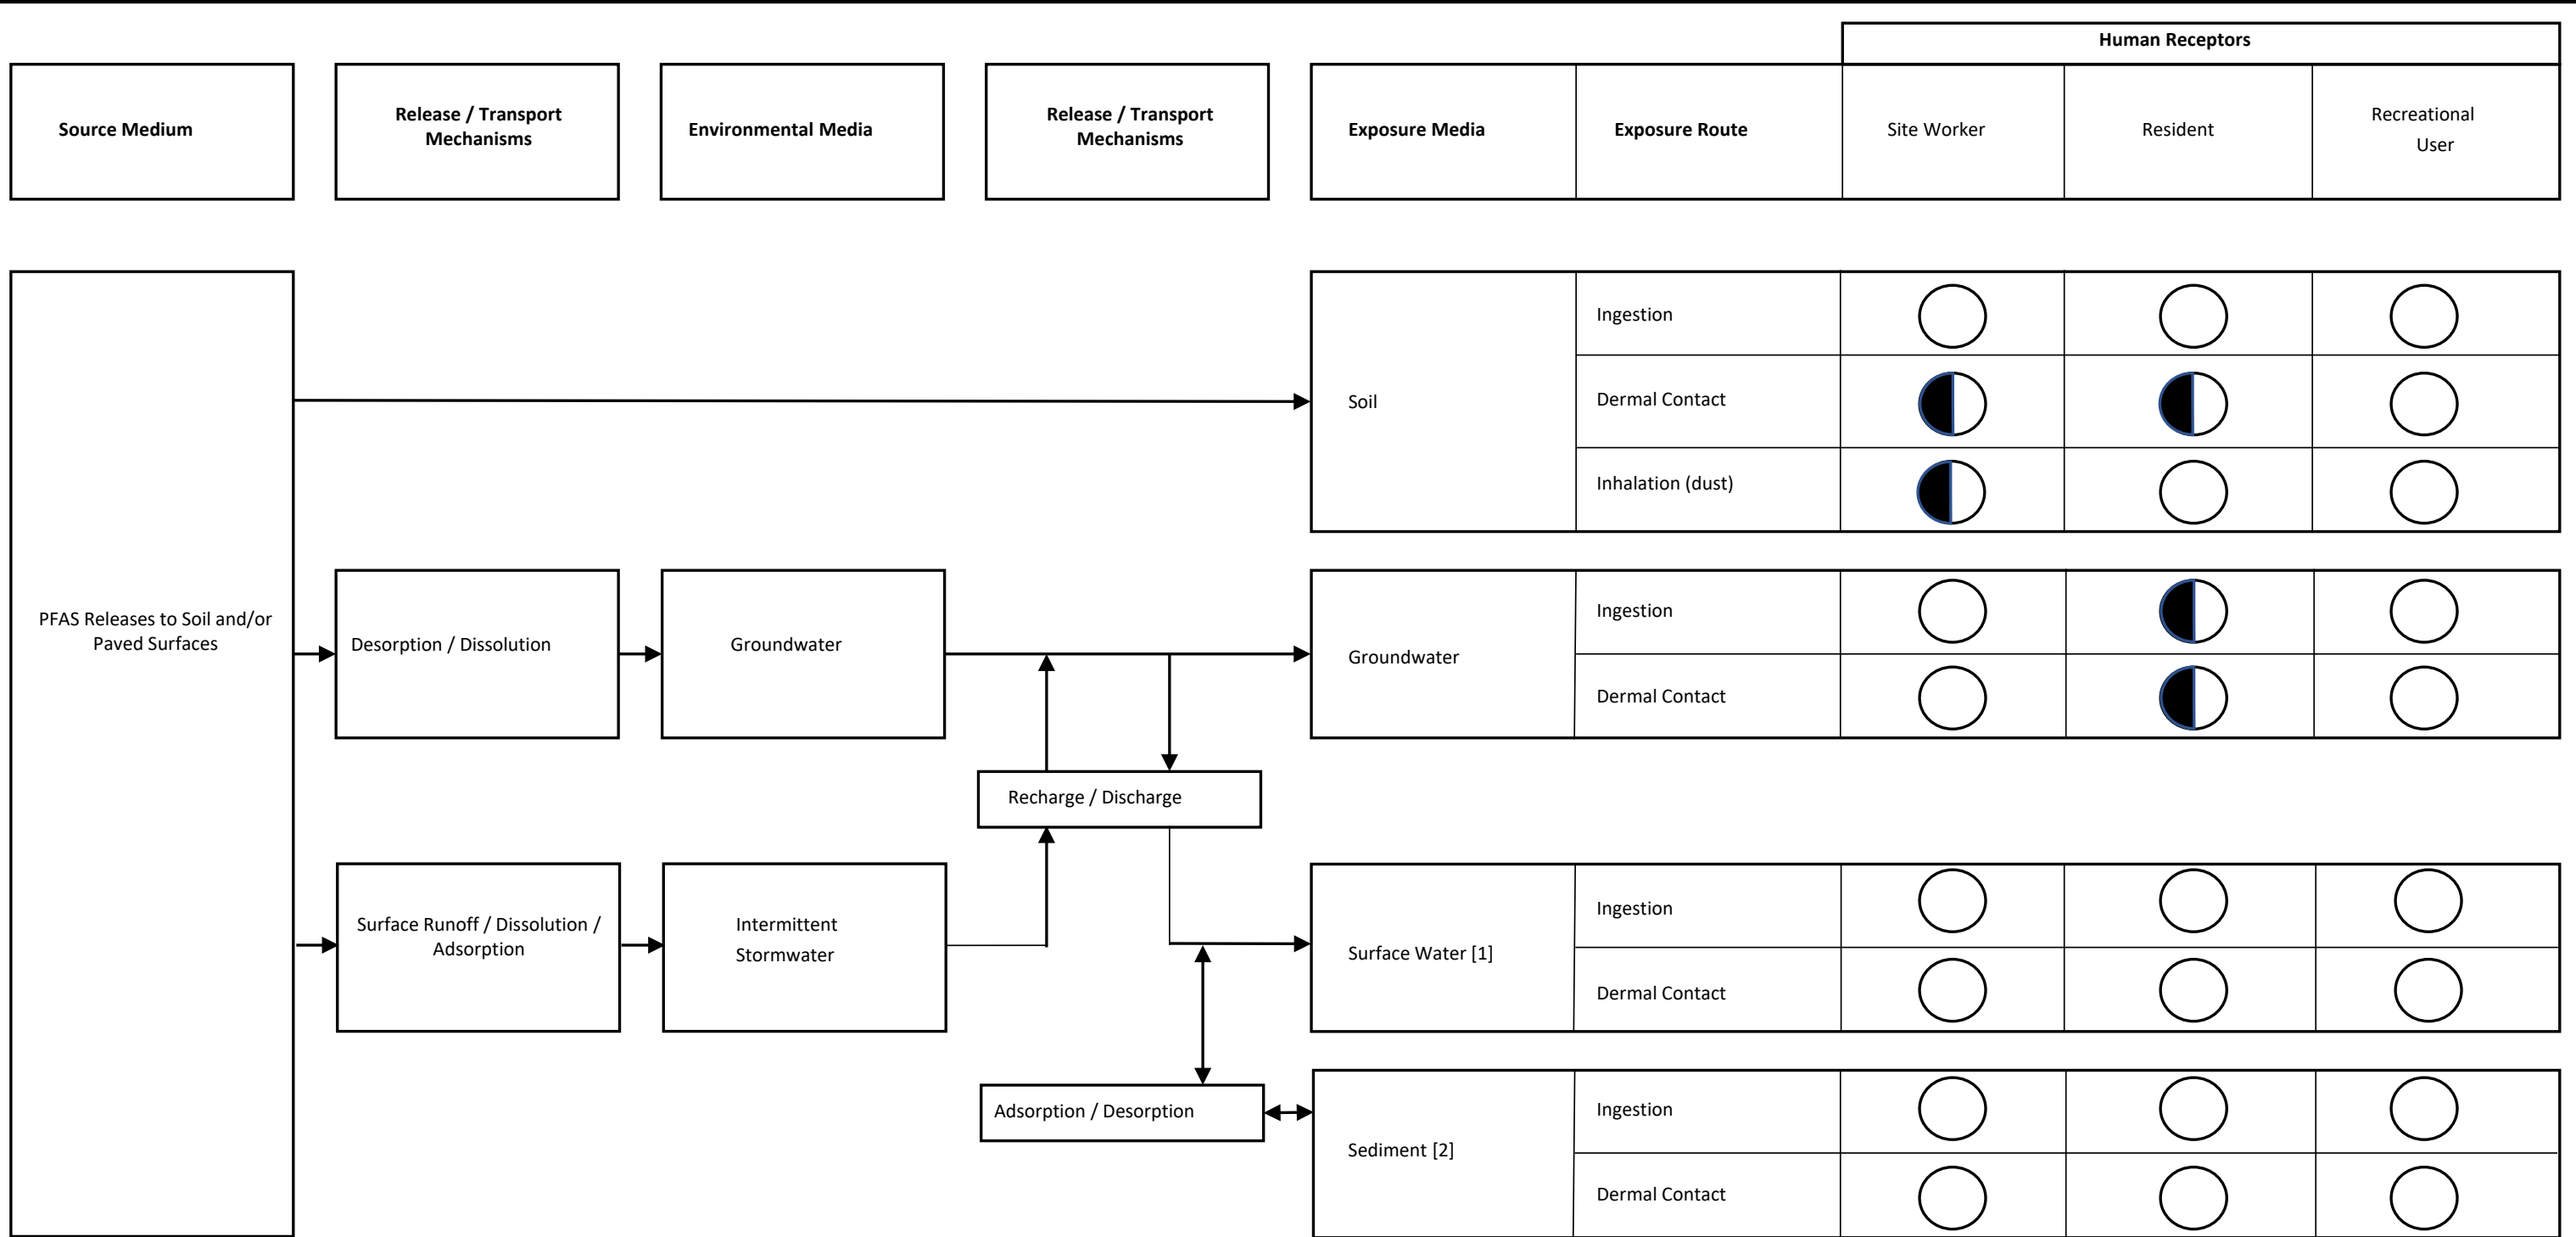 Human Receptors
Source Medium
Release / Transport
Mechanisms
Environmental Media
Release / Transport
Mechanisms
Exposure Media
Exposure Route
Site Worker
Resident
Recreational
User
PFAS Releases to Soil and/or
Paved Surfaces
Soil
Ingestion
Dermal Contact
Inhalation (dust)
Desorption / Dissolution
Groundwater
Groundwater
Ingestion
Dermal Contact
Recharge / Discharge
Surface Runoff / Dissolution /
Adsorption
Intermittent
Stormwater
Surface Water [1]
Ingestion
Dermal Contact
Adsorption / Desorption
Sediment [2]
Ingestion
Dermal Contact